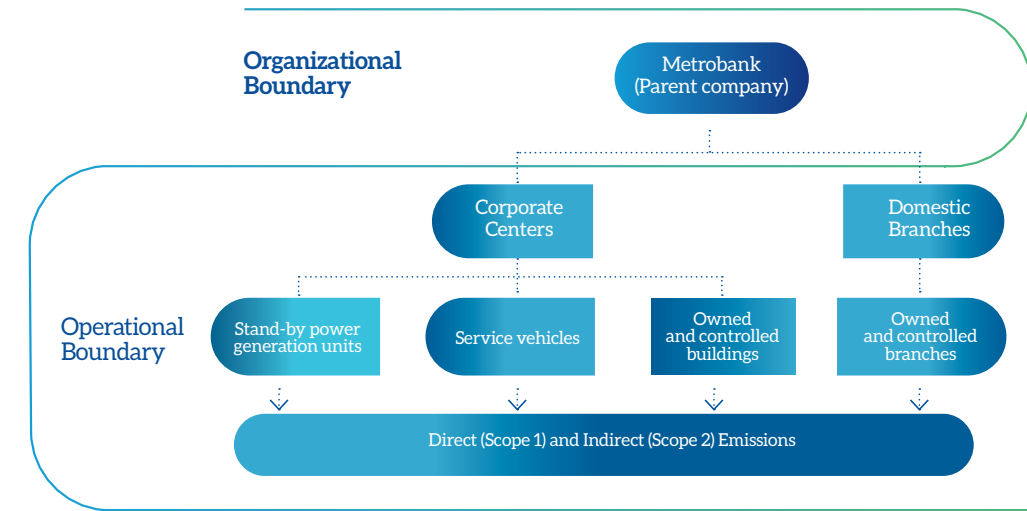 Organizational
Boundary
Metrobank
(Parent company)
Corporate
Centers
Domestic
Branches
Operational
Boundary
Stand-by power
generation units
Service vehicles
Owned
and controlled
buildings
Owned
and controlled
branches
Direct (Scope 1) and Indirect (Scope 2) Emissions